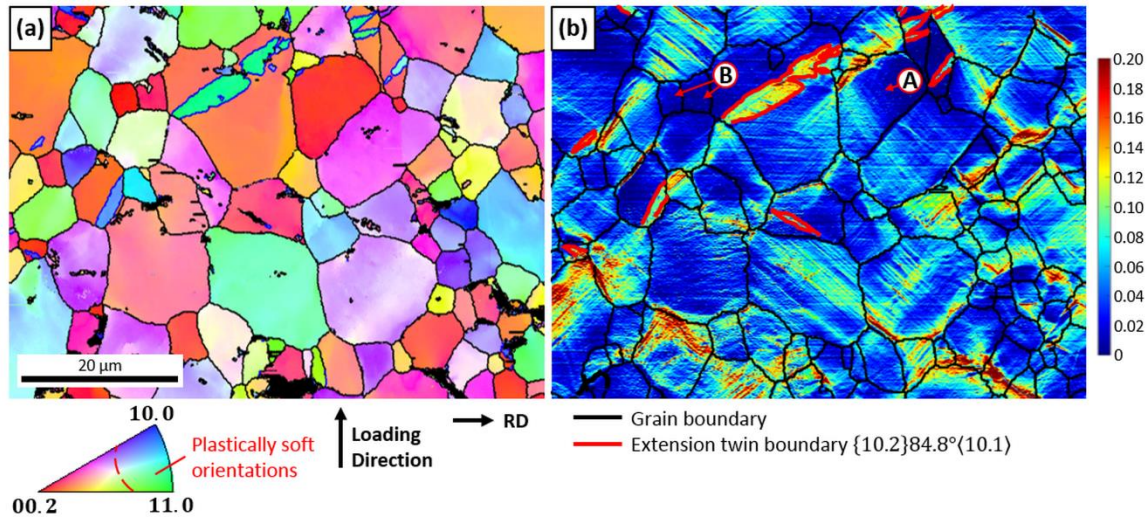 (a)
(b)
B
A
0.20
0.18
0.16
0.14
0.12
0.10
0.08
0.06
0.04
0.02
0
20 µm
10.0
Plastically soft
orientations
00.2
11.0
Loading
Direction
RD
Grain boundary
Extension twin boundary {10.2}84.8°⟨10.1⟩